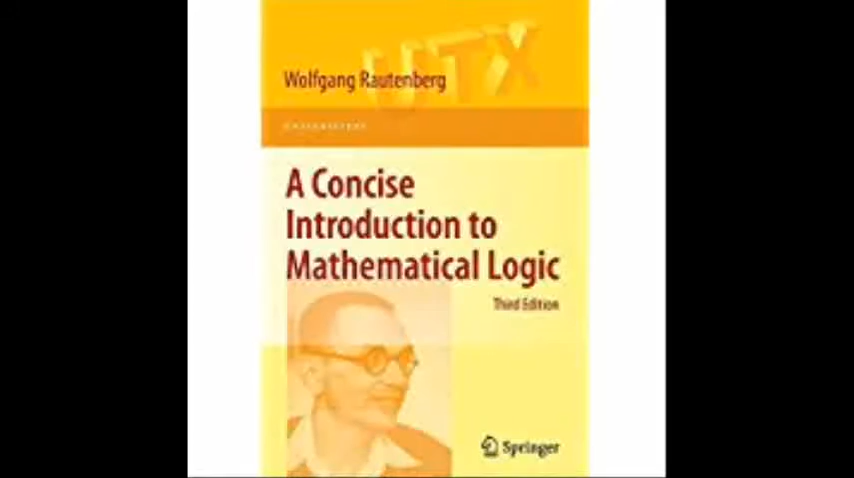 UTX
Wolfgang Rautenberg
A Concise
Introduction to
Mathematical Logic
Third Edition
Springer